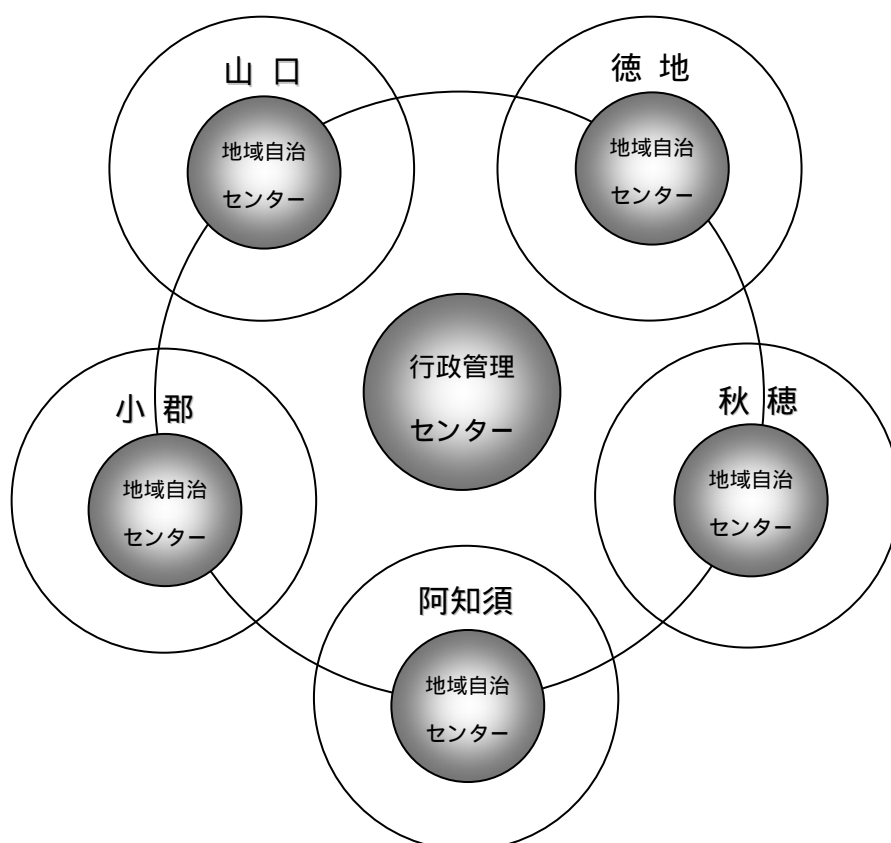 山 口
地域自治
センター
徳 地
地域自治
センター
行政管理
センター
小 郡
地域自治
センター
秋 穂
地域自治
センター
阿知須
地域自治
センター